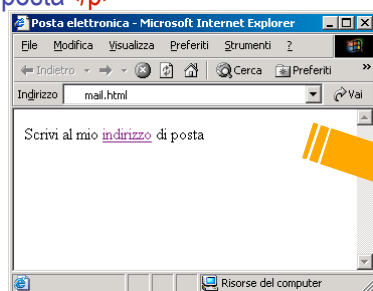 posta </p>
Posta elettronica - Microsoft Internet Explorer
File Modifica Visualizza Preferiti Strumenti ?
Indietro Cerca Preferiti »
Indirizzo mail.html Vai
Scrivi al mio indirizzo di posta
Risorse del computer